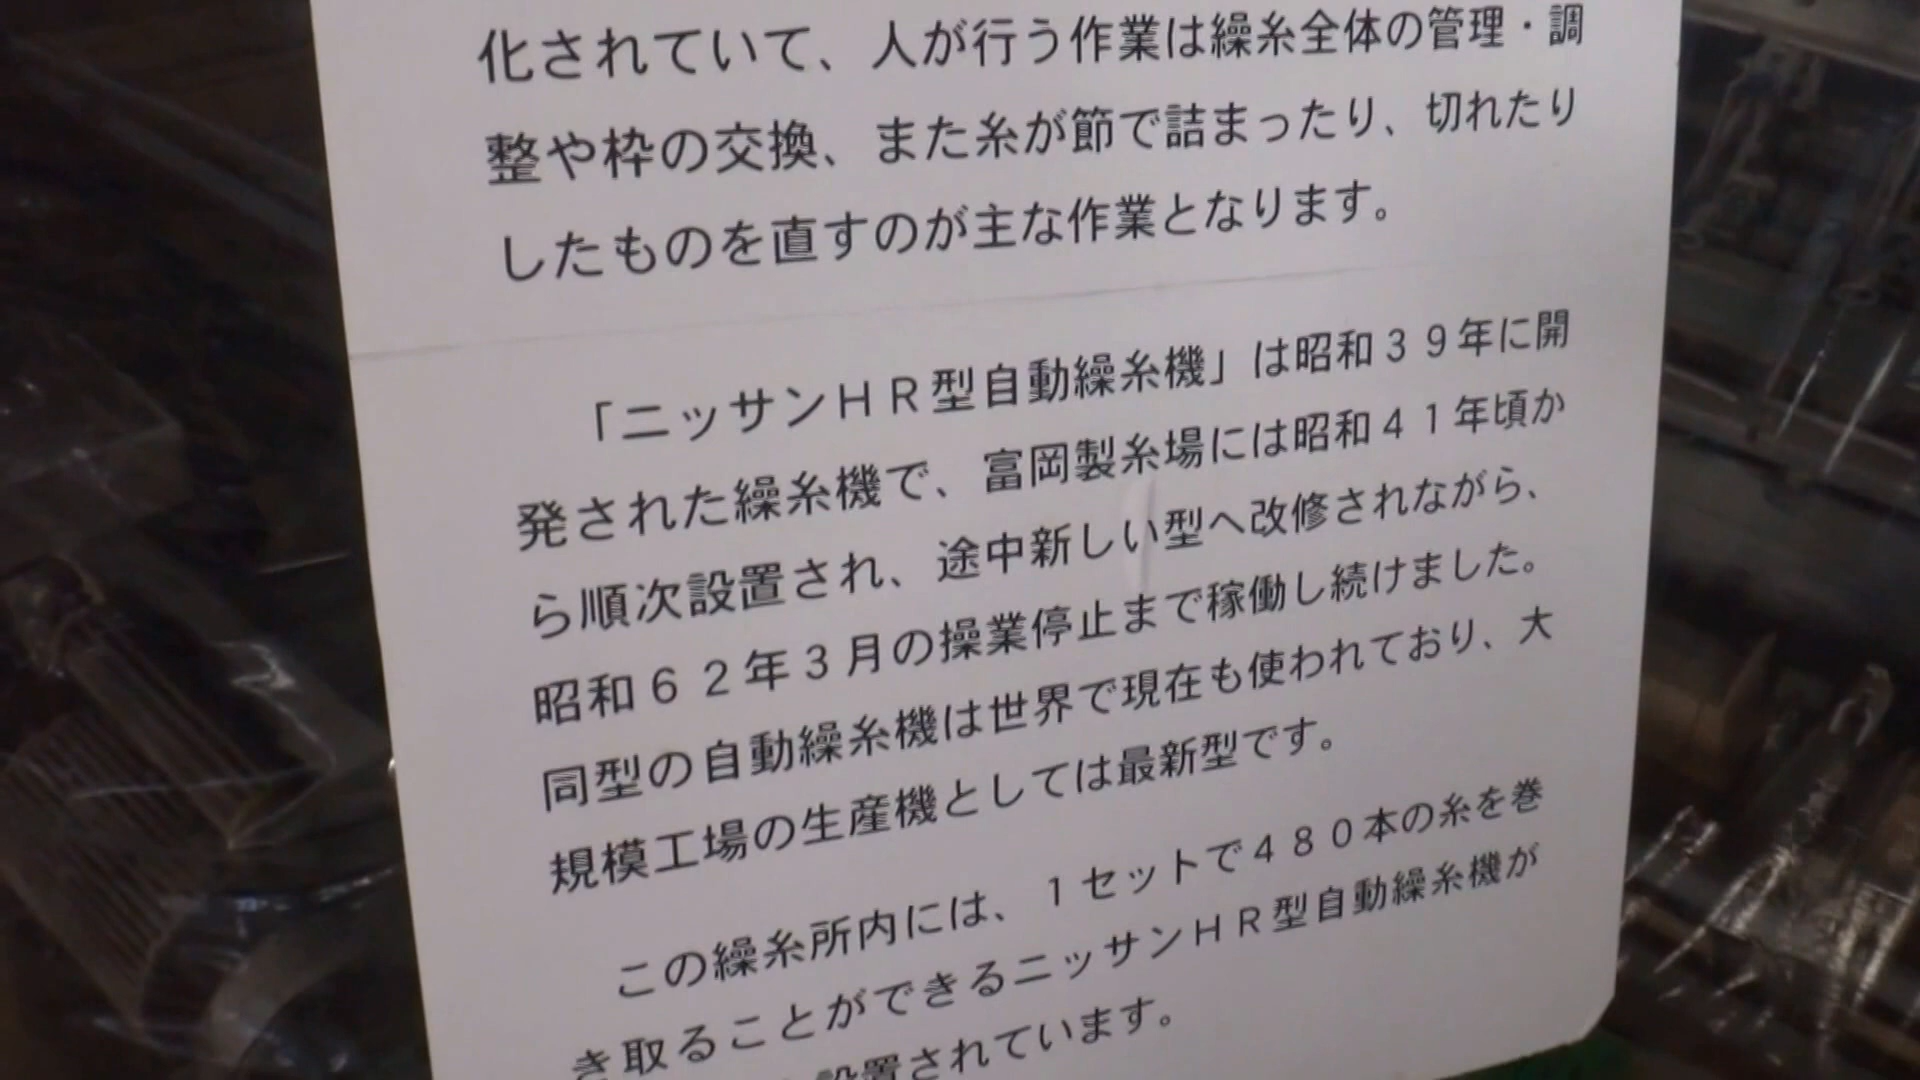 化されていて、人が行う作業は繰糸全体の管理・調
整や枠の交換、また糸が節で詰まったり、切れたり
したものを直すのが主な作業となります。
「ニッサンＨＲ型自動繰糸機」は昭和３９年に開
発された繰糸機で、富岡製糸場には昭和４１年頃か
ら順次設置され、途中新しい型へ改修されながら、
昭和６２年３月の操業停止まで稼働し続けました。
同型の自動繰糸機は世界で現在も使われており、大
規模工場の生産機としては最新型です。
この繰糸所内には、１セットで４８０本の糸を巻
き取ることができるニッサンＨＲ型自動繰糸機が
設置されています。